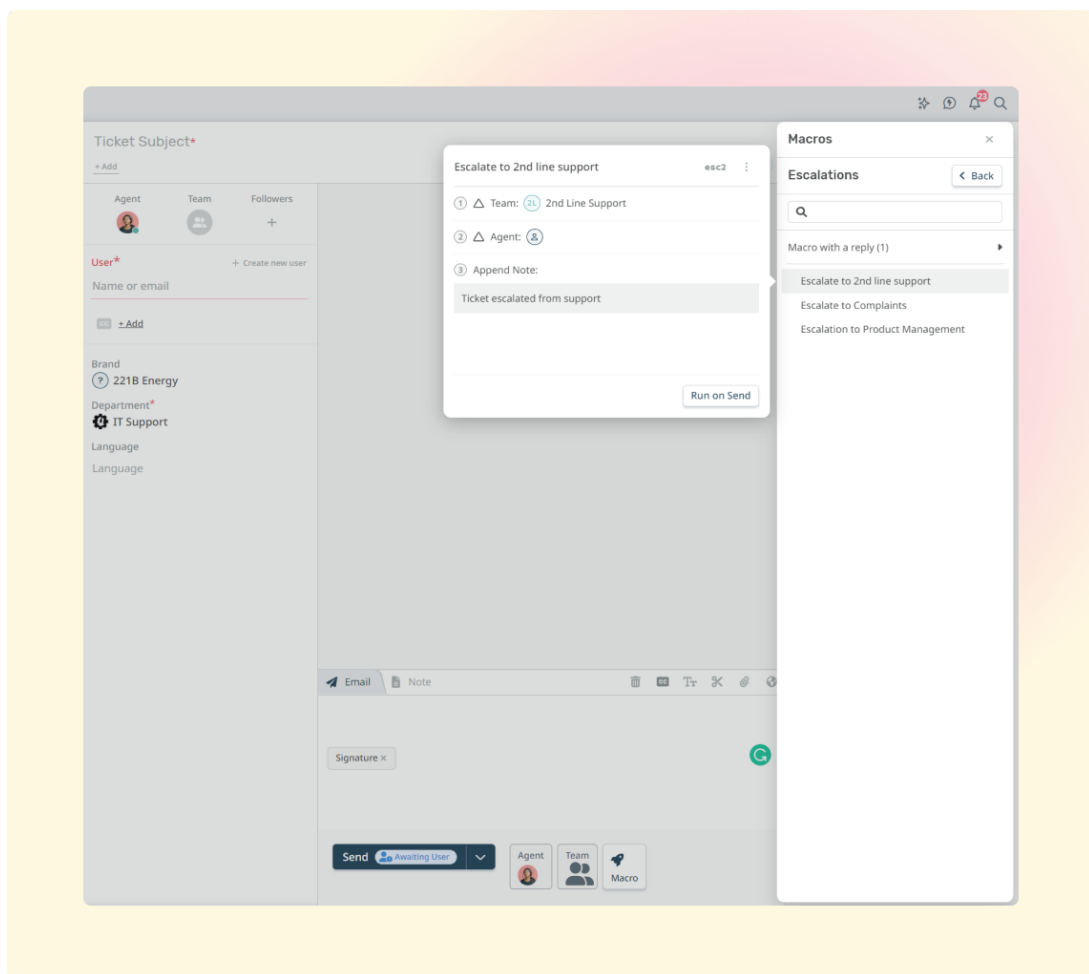 23
Ticket Subject*
+ Add
Agent Team Followers
User* + Create new user
Name or email
CC + Add
Brand
? 221B Energy
Department*
IT Support
Language
Language
Escalate to 2nd line support esc2
1 Team: 2L 2nd Line Support
2 Agent:
3 Append Note:
Ticket escalated from support
Run on Send
Macros ×
Escalations
Back
Macro with a reply (1)
Escalate to 2nd line support
Escalate to Complaints
Escalation to Product Management
Email Note CC TT
Signature ×
G
Send Awaiting User
Agent Team Macro